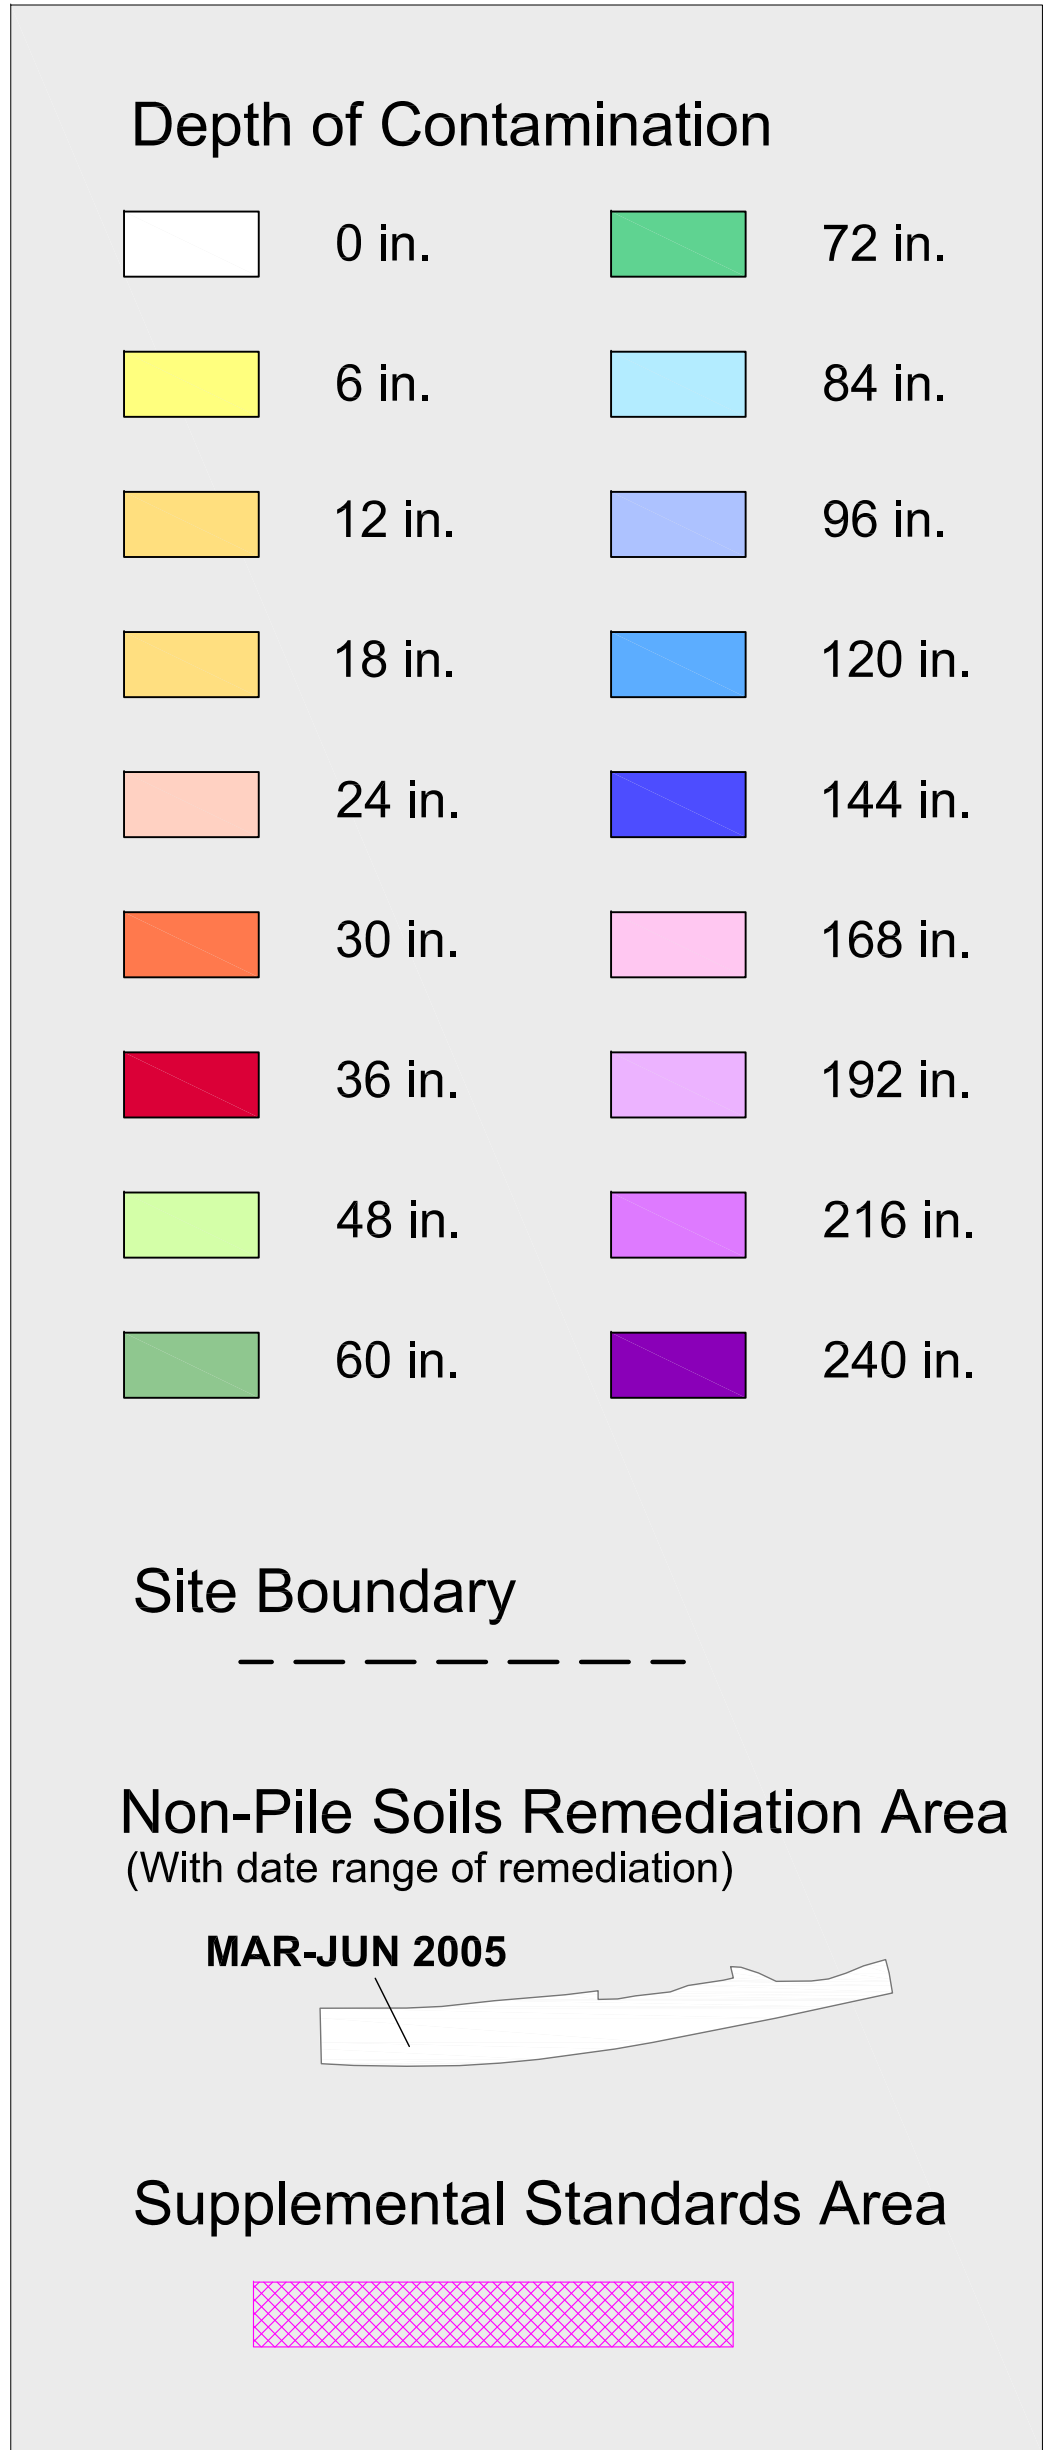 Depth of Contamination
0 in.
72 in.
6 in.
84 in.
12 in.
96 in.
18 in.
120 in.
24 in.
144 in.
30 in.
168 in.
36 in.
192 in.
48 in.
216 in.
60 in.
240 in.
Site Boundary
Non-Pile Soils Remediation Area
(With date range of remediation)
MAR-JUN 2005
Supplemental Standards Area